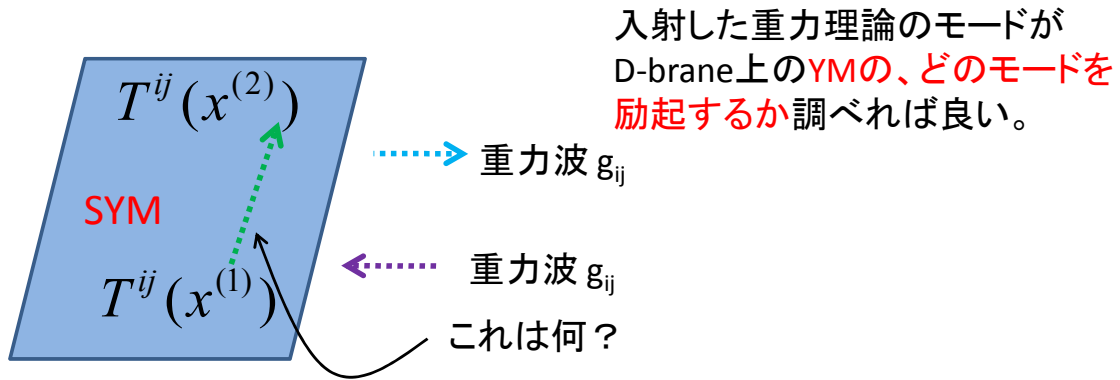 入射した重力理論のモードが
D-brane上のYMの、どのモードを
励起するか調べれば良い。
T^{ij}(x^{(2)})
重力波 g_{ij}
SYM
重力波 g_{ij}
T^{ij}(x^{(1)})
これは何？